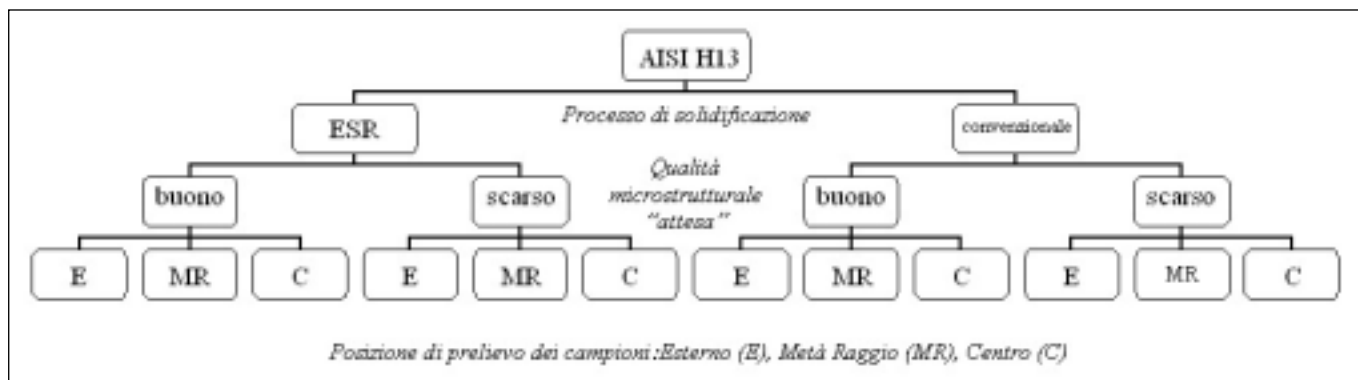 AISI H13
Processo di solidificazione
ESR
convenzionale
Qualità
microstrutturale
"attesa"
buono
scarso
buono
scarso
E
MR
C
E
MR
C
E
MR
C
E
MR
C
Posizione di prelievo dei campioni:Esterno (E), Metà Raggio (MR), Centro (C)